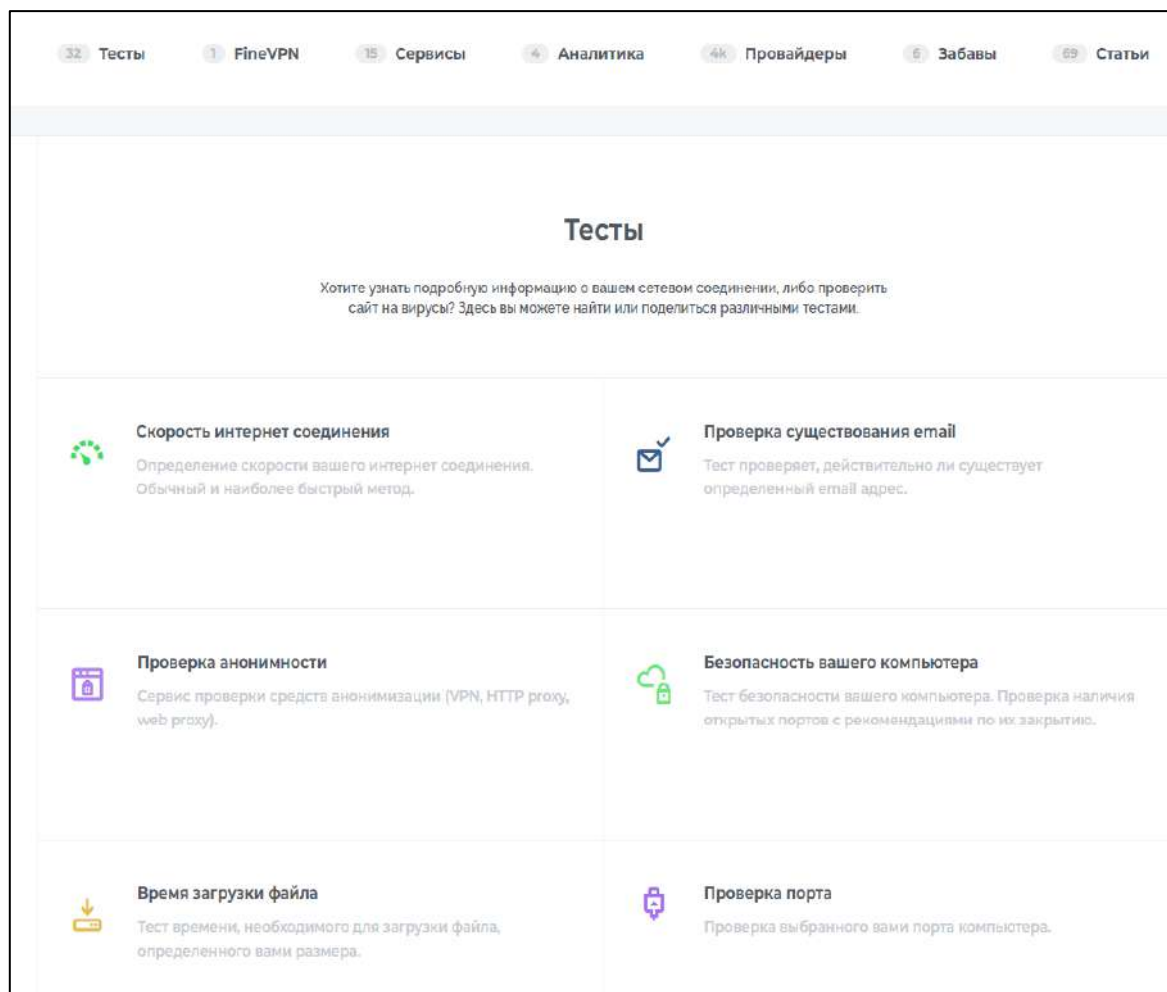 32 Тесты 1 FineVPN 15 Сервисы 4 Аналитика 4k Провайдеры 6 Забавы 69 Статьи
Тесты
Хотите узнать подробную информацию о вашем сетевом соединении, либо проверить
сайт на вирусы? Здесь вы можете найти или поделиться различными тестами.
Скорость интернет соединения
Определение скорости вашего интернет соединения.
Обычный и наиболее быстрый метод.
Проверка существования email
Тест проверяет, действительно ли существует
определенный email адрес.
Проверка анонимности
Сервис проверки средств анонимизации (VPN, HTTP proxy,
web proxy).
Безопасность вашего компьютера
Тест безопасности вашего компьютера. Проверка наличия
открытых портов с рекомендациями по их закрытию.
Время загрузки файла
Тест времени, необходимого для загрузки файла,
определенного вами размера.
Проверка порта
Проверка выбранного вами порта компьютера.